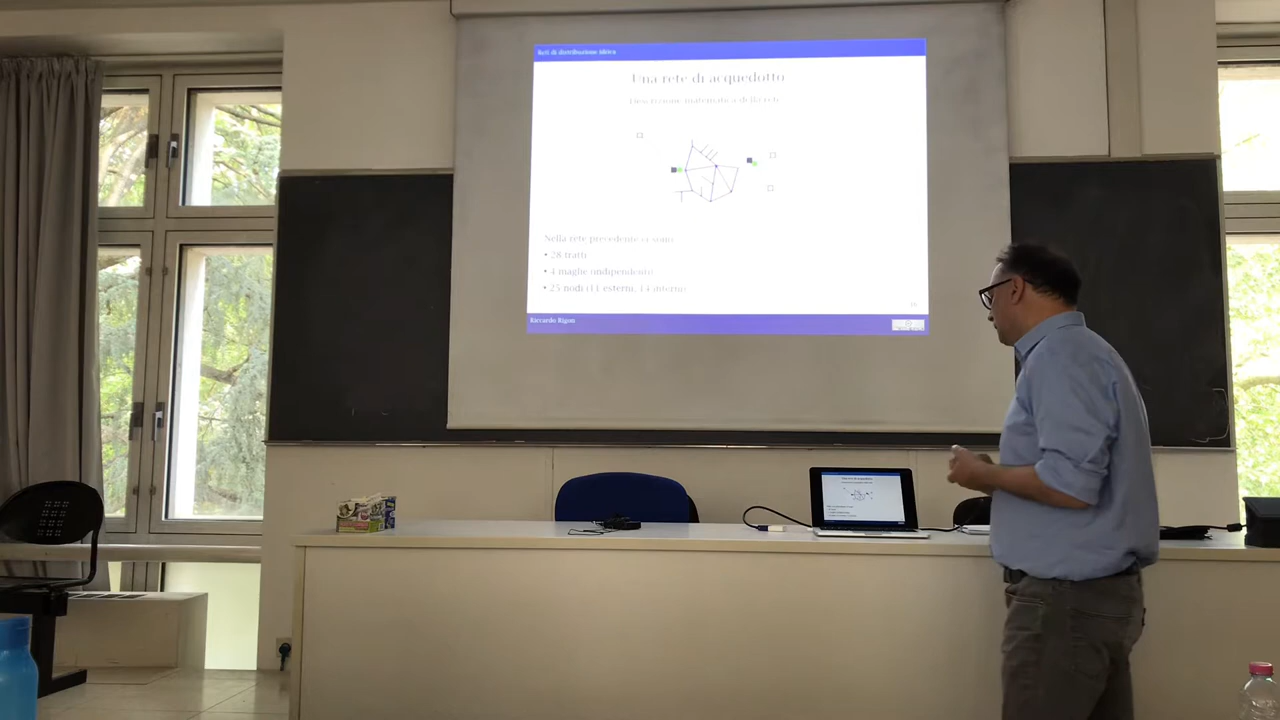 Reti di distribuzione idrica
Una rete di acquedotto
Descrizione matematica della rete
Nella rete precedente ci sono
• 28 tratti
• 4 maglie indipendenti
• 25 nodi (11 esterni, 14 interni)
16
Riccardo Rigon